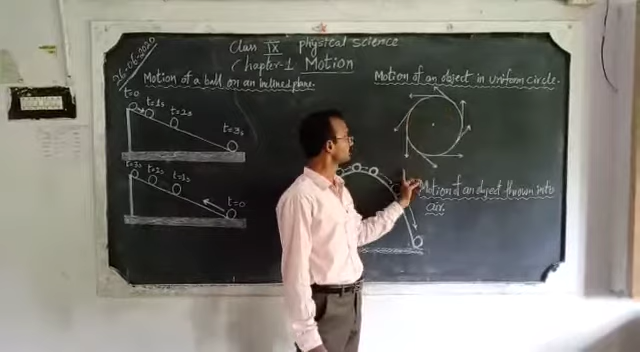 26-06-2020
Class IX physical science
Chapter-1 Motion
Motion of a ball on an inclined plane.
t=0
t=1s
t=2s
t=3s
t=3s
t=2s
t=1s
t=0
Motion of an object in uniform circle.
Motion of an object thrown into
air.